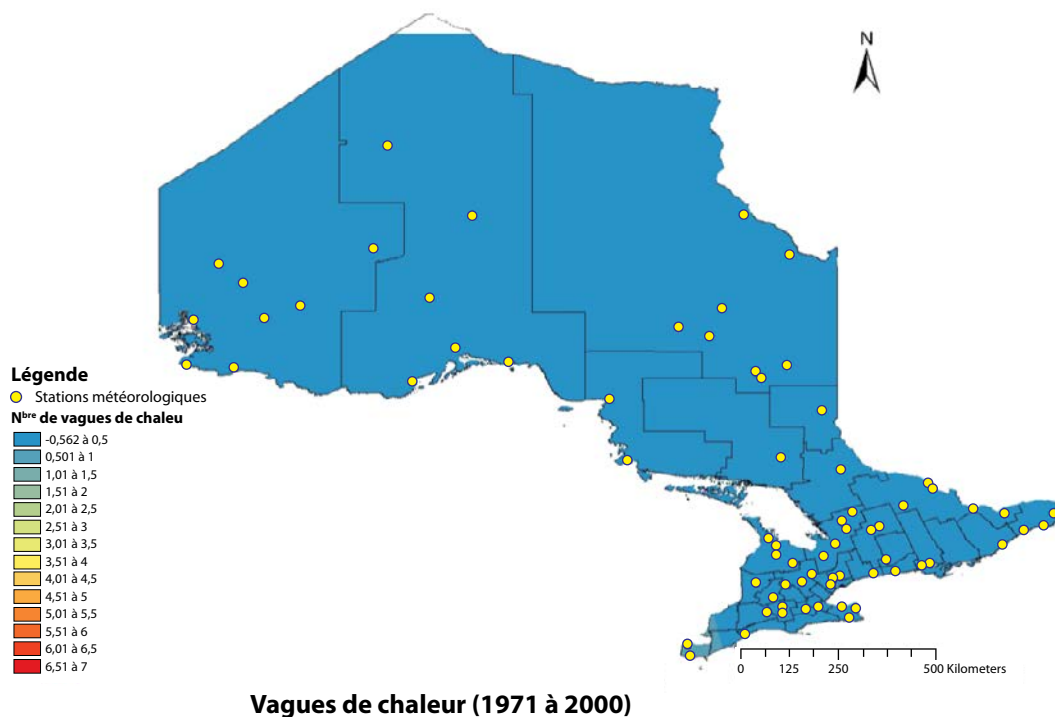 N
Légende
Stations météorologiques
Nbre de vagues de chaleu
-0,562 à 0,5
0,501 à 1
1,01 à 1,5
1,51 à 2
2,01 à 2,5
2,51 à 3
3,01 à 3,5
3,51 à 4
4,01 à 4,5
4,51 à 5
5,01 à 5,5
5,51 à 6
6,01 à 6,5
6,51 à 7
0 125 250 500 Kilometers
Vagues de chaleur (1971 à 2000)